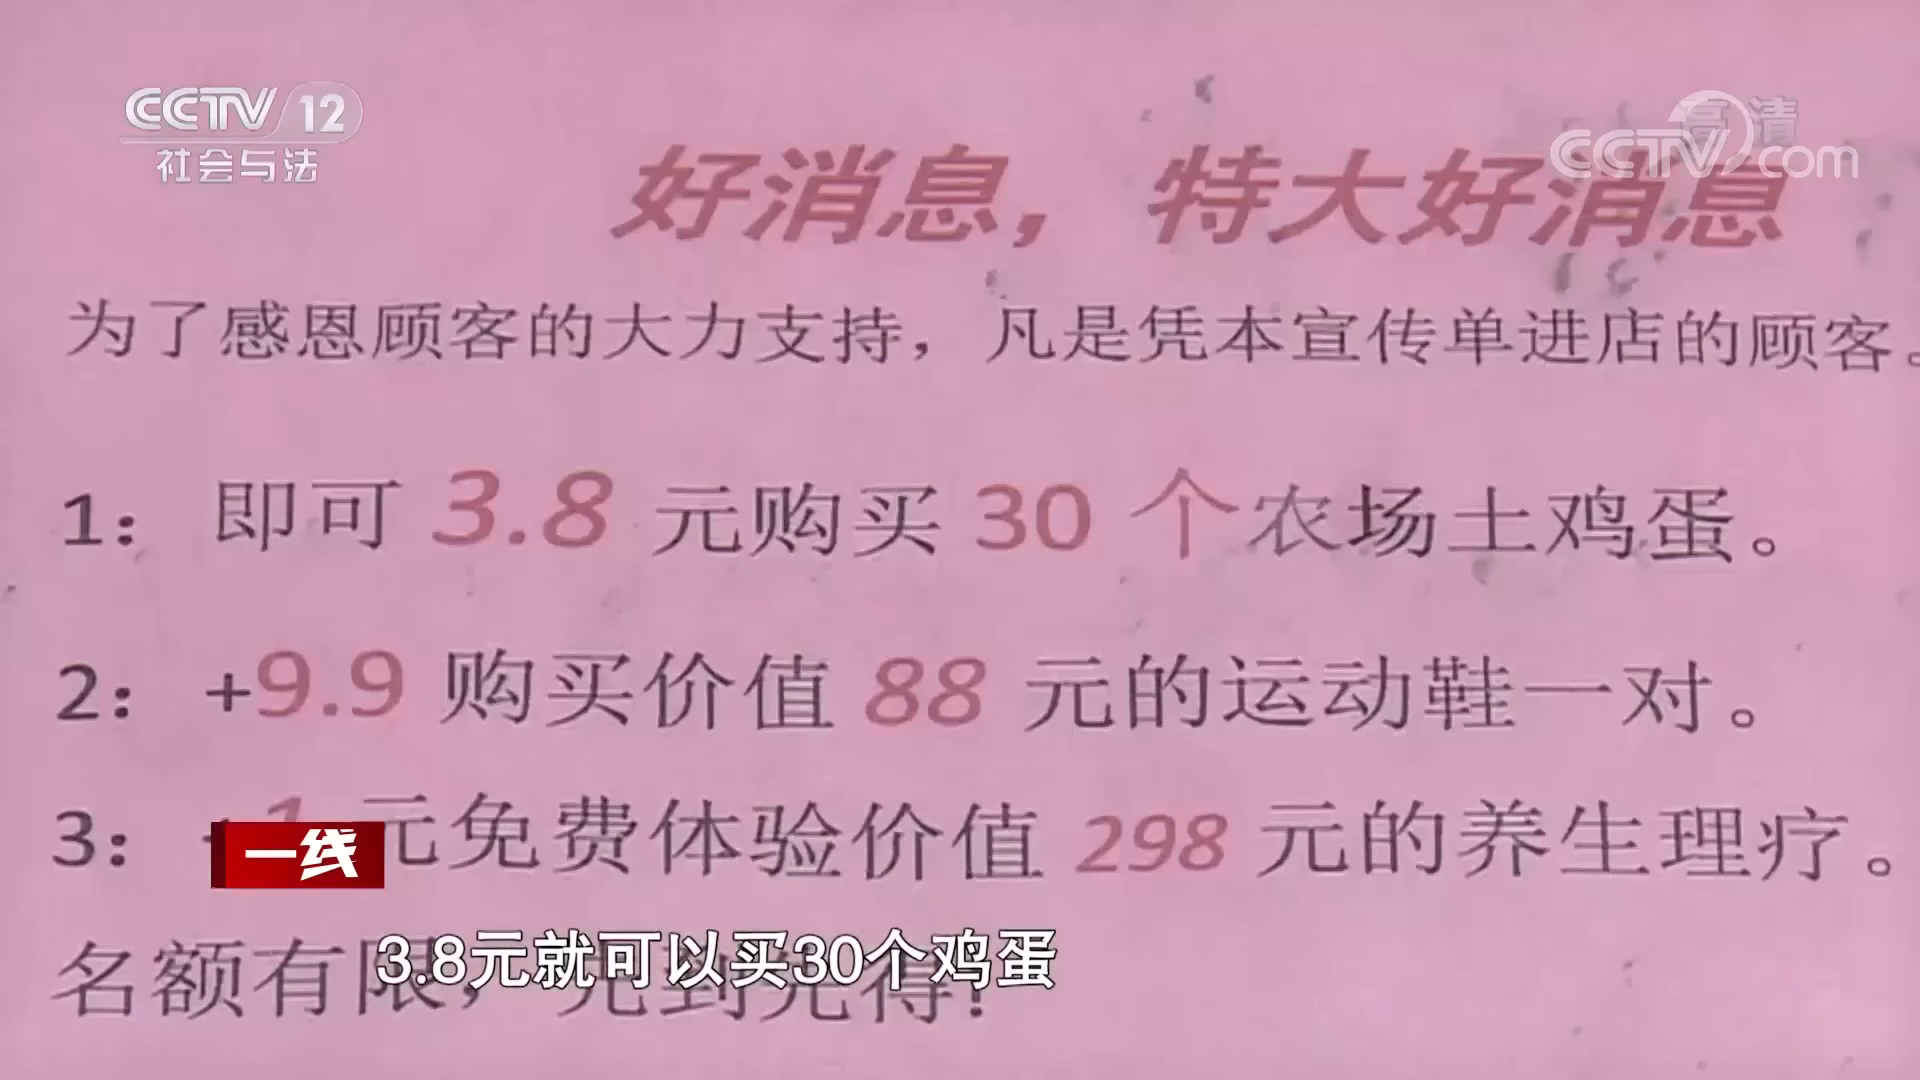 CCTV 12
社会与法
高清
CCTV.com
好消息，特大好消息
为了感恩顾客的大力支持，凡是凭本宣传单进店的顾客。
1：即可 3.8 元购买 30 个农场土鸡蛋。
2：+9.9 购买价值 88 元的运动鞋一对。
3：+1元免费体验价值 298 元的养生理疗。
一线
名额有限，先到先得！
3.8元就可以买30个鸡蛋